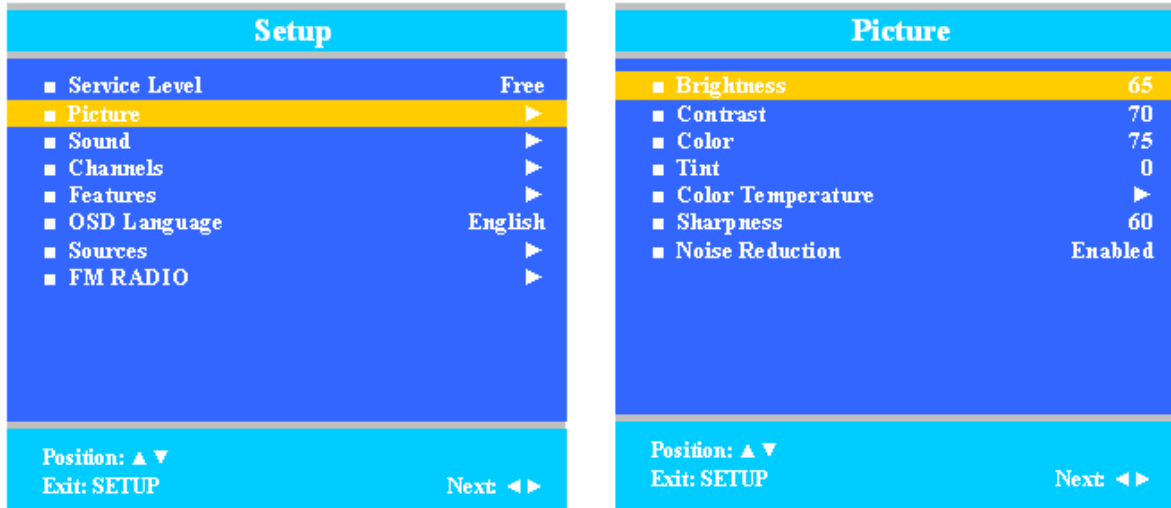 Setup
Service Level Free
Picture ▶
Sound ▶
Channels ▶
Features ▶
OSD Language English
Sources ▶
FM RADIO ▶
Position: ▲▼
Exit: SETUP Next: ◀▶
Picture
Brightness 65
Contrast 70
Color 75
Tint 0
Color Temperature ▶
Sharpness 60
Noise Reduction Enabled
Position: ▲▼
Exit: SETUP Next: ◀▶